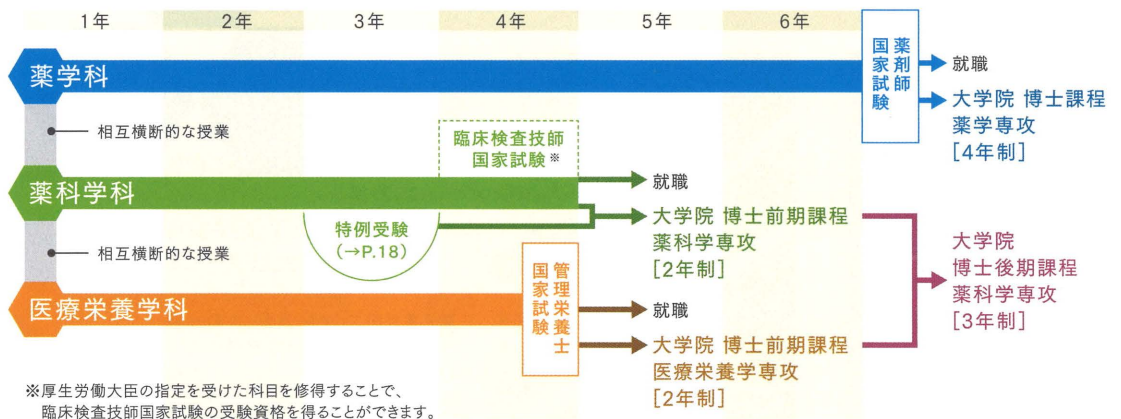 1年 2年 3年 4年 5年 6年
薬学科
薬剤師
国家試験
就職
大学院 博士課程
薬学専攻
[4年制]
相互横断的な授業
臨床検査技師
国家試験※
薬科学科
就職
特例受験
(→P.18)
大学院 博士前期課程
薬科学専攻
[2年制]
相互横断的な授業
管理栄養士
国家試験
医療栄養学科
就職
大学院 博士前期課程
医療栄養学専攻
[2年制]
大学院
博士後期課程
薬科学専攻
[3年制]
※厚生労働大臣の指定を受けた科目を修得することで、
臨床検査技師国家試験の受験資格を得ることができます。